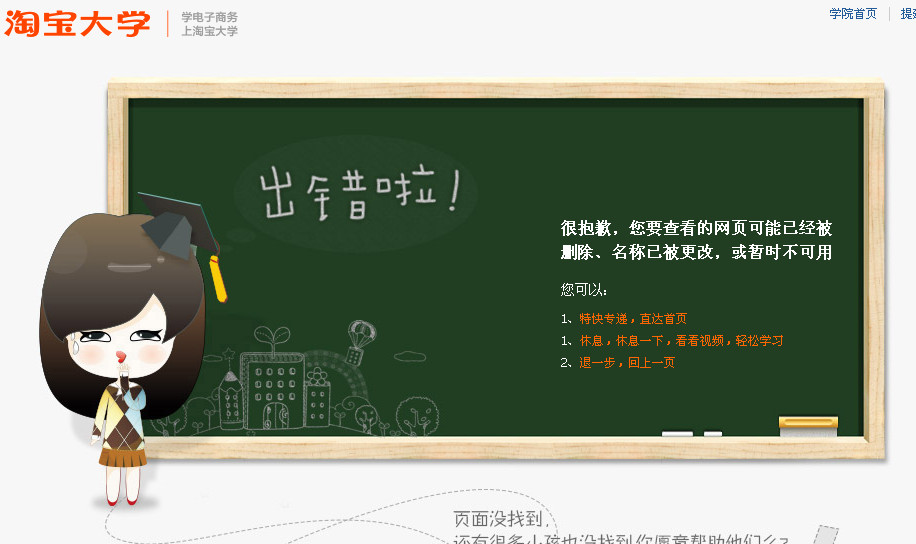 淘宝大学
学电子商务
上淘宝大学
学院首页
出错啦!
很抱歉，您要查看的网页可能已经被
删除、名称已被更改，或暂时不可用
您可以：
1、特快专递，直达首页
1、休息，休息一下，看看视频，轻松学习
2、退一步，回上一页
页面没找到,
还有很多小孩也没找到,你愿意帮助他们么?